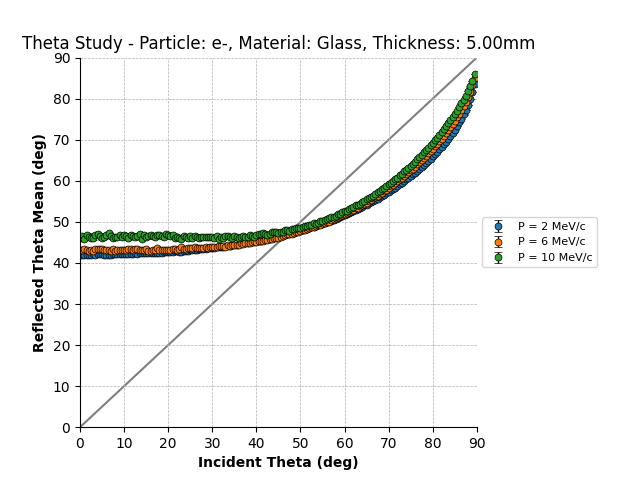 Theta Study - Particle: e-, Material: Glass, Thickness: 5.00mm
90
80
70
60
50
40
30
20
10
0
Reflected Theta Mean (deg)
0 10 20 30 40 50 60 70 80 90
Incident Theta (deg)
P = 2 MeV/c
P = 6 MeV/c
P = 10 MeV/c